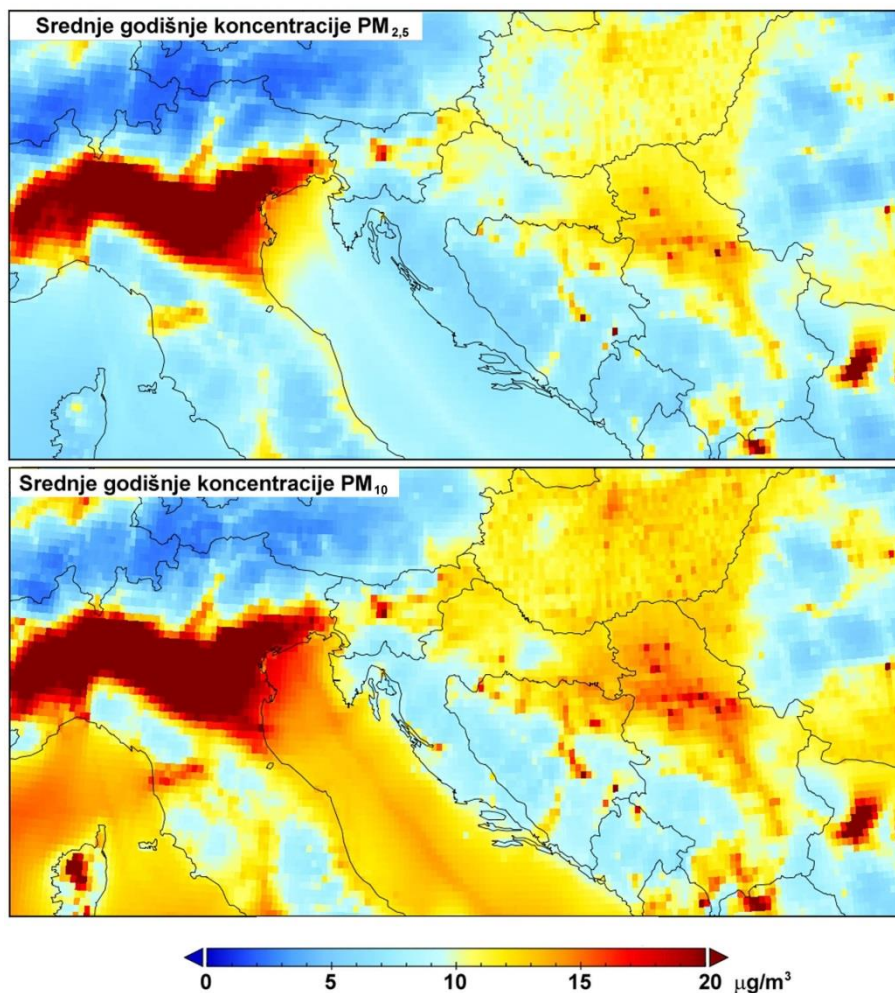 Srednje godišnje koncentracije PM2,5
Srednje godišnje koncentracije PM10
0 5 10 15 20 µg/m³